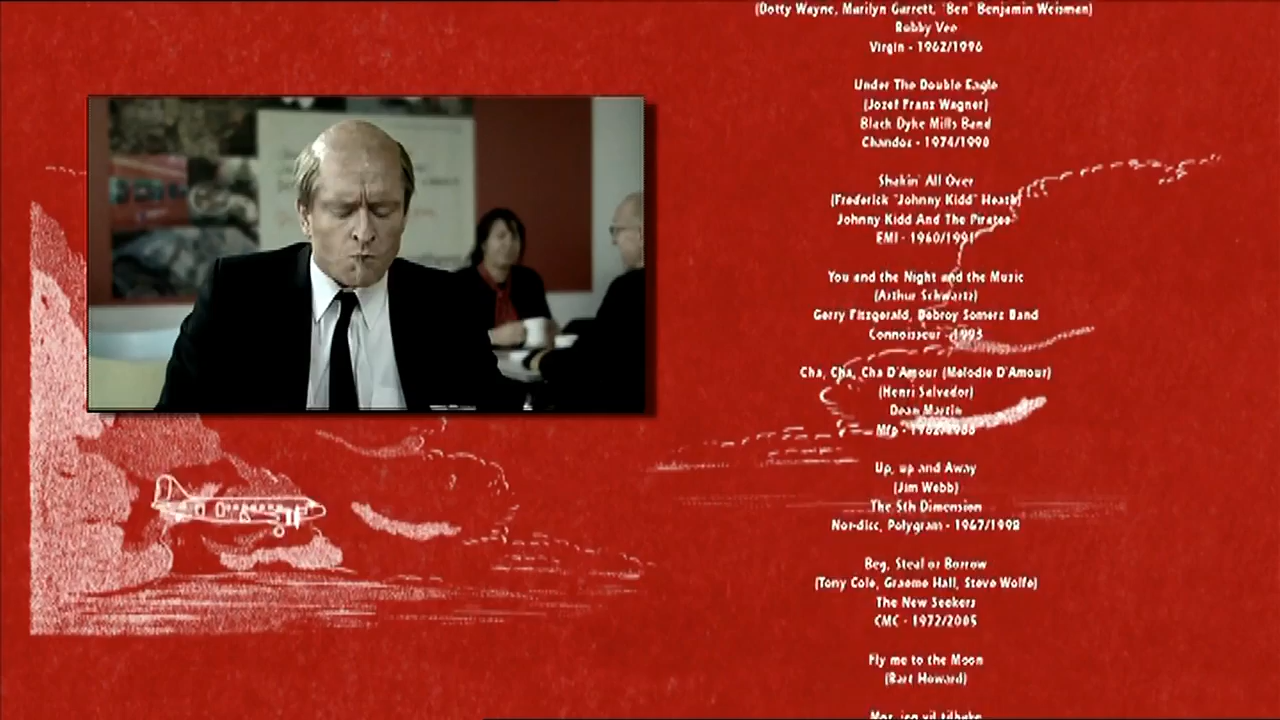 (Dotty Wayne, Marilyn Garrett, "Ben" Benjamin Weisman)
Bobby Vee
Virgin - 1962/1996
Under The Double Eagle
(Jozef Franz Wagner)
Black Dyke Mills Band
Chandos - 1974/1990
Shakin' All Over
(Frederick "Johnny Kidd" Heath)
Johnny Kidd And The Pirates
EMI - 1960/1991
You and the Night and the Music
(Arthur Schwartz)
Gerry Fitzgerald, Debroy Somers Band
Connoisseur - 1993
Cha, Cha, Cha D'Amour (Melodie D'Amour)
(Henri Salvador)
Dean Martin
Mfp -
Up, up and Away
(Jim Webb)
The 5th Dimension
Nor-disc, Polygram - 1967/1998
Beg, Steal or Borrow
(Tony Cole, Graeme Hall, Steve Wolfe)
The New Seekers
CMC - 1972/2005
Fly me to the Moon
(Bart Howard)
Mor, jeg vil tilbake